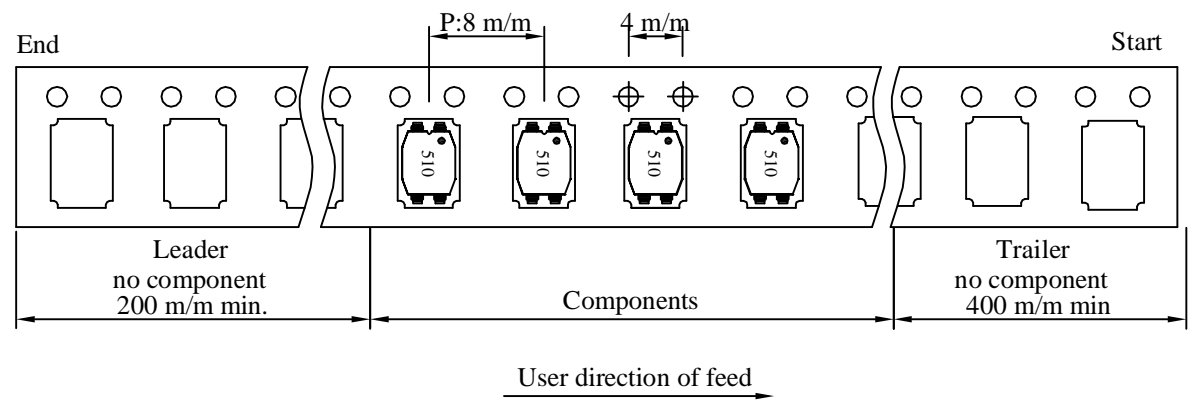 P:8 m/m
4 m/m
End
Start
510
510
510
510
Leader
no component
200 m/m min.
Components
Trailer
no component
400 m/m min
User direction of feed